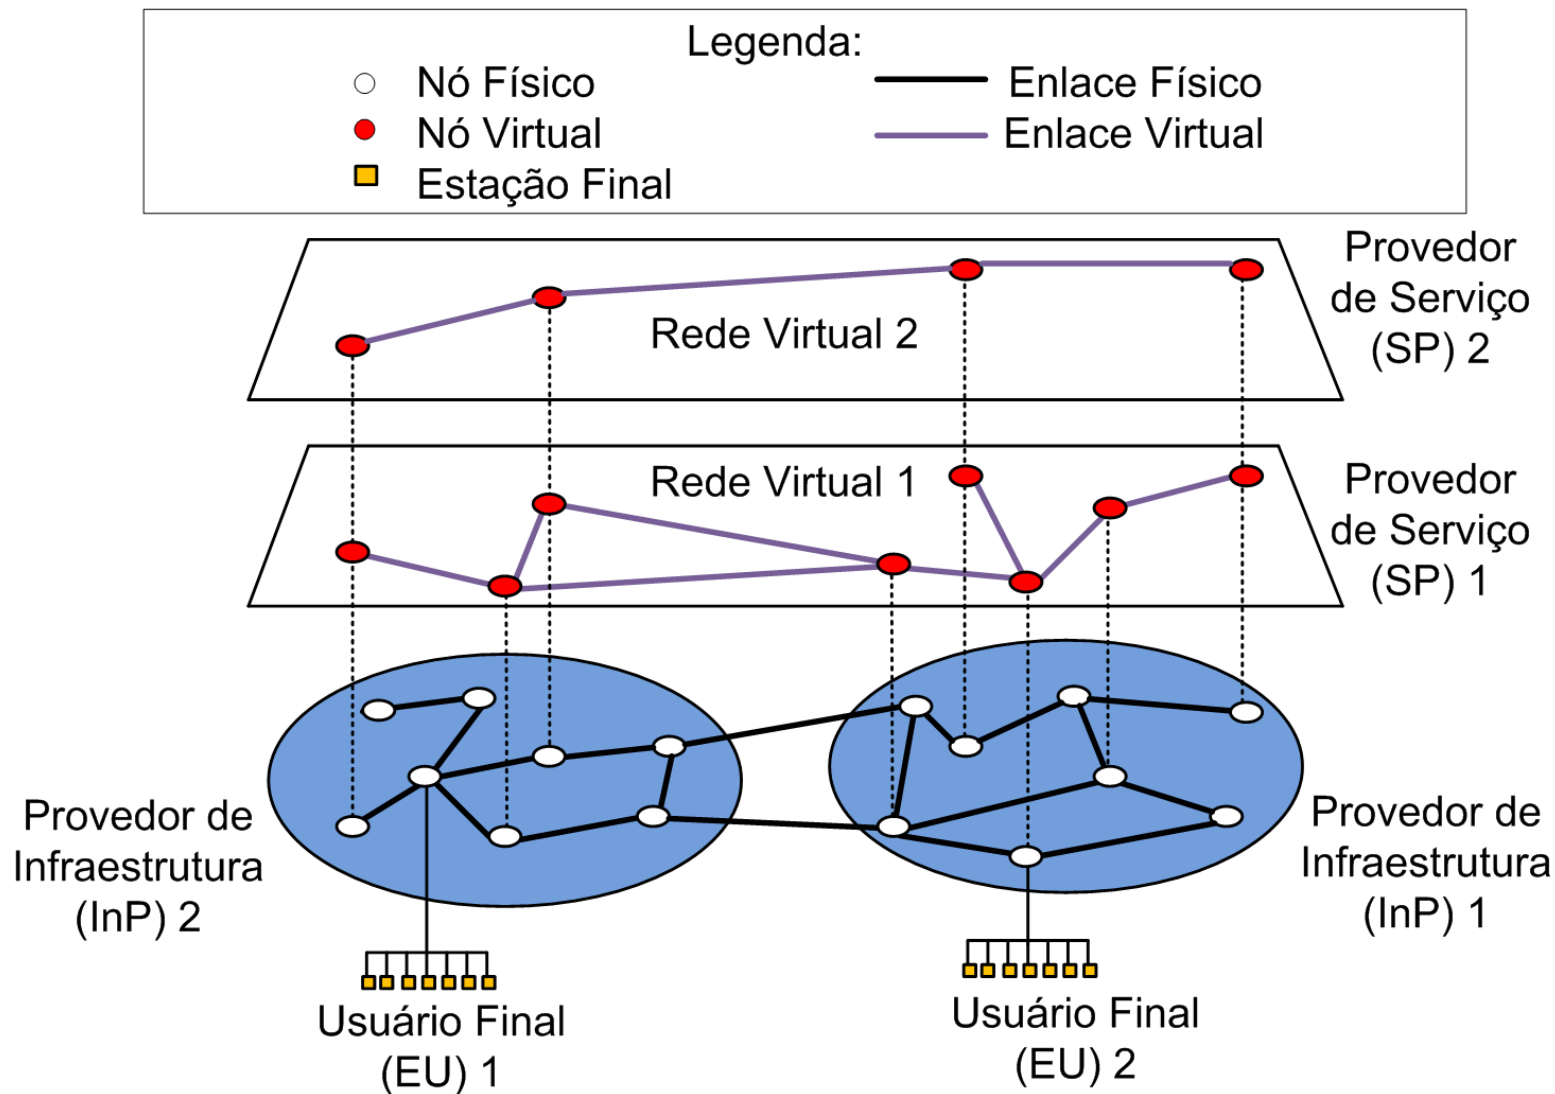 Legenda:
Nó Físico
Enlace Físico
Nó Virtual
Enlace Virtual
Estação Final
Provedor
de Serviço
(SP) 2
Rede Virtual 2
Rede Virtual 1
Provedor
de Serviço
(SP) 1
Provedor de
Infraestrutura
(InP) 2
Provedor de
Infraestrutura
(InP) 1
Usuário Final
(EU) 1
Usuário Final
(EU) 2